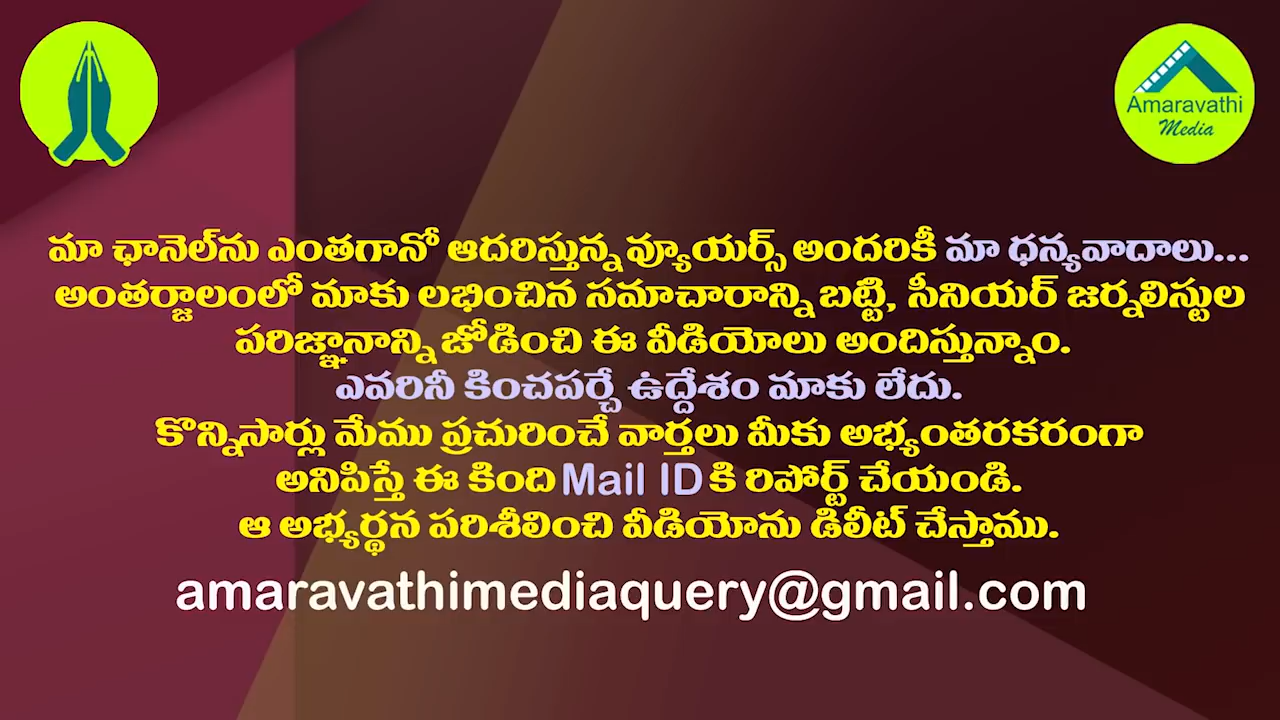 Amaravathi
Media
మా ఛానెల్‌ను ఎంతగానో ఆదరిస్తున్న వ్యూయర్స్ అందరికీ మా ధన్యవాదాలు...
అంతర్జాలంలో మాకు లభించిన సమాచారాన్ని బట్టి, సీనియర్ జర్నలిస్టుల
పరిజ్ఞానాన్ని జోడించి ఈ వీడియోలు అందిస్తున్నాం.
ఎవరినీ కించపర్చే ఉద్దేశం మాకు లేదు.
కొన్నిసార్లు మేము ప్రచురించే వార్తలు మీకు అభ్యంతరకరంగా
అనిపిస్తే ఈ కింది Mail ID కి రిపోర్ట్ చేయండి.
ఆ అభ్యర్థన పరిశీలించి వీడియోను డిలీట్ చేస్తాము.
amaravathimediaquery@gmail.com